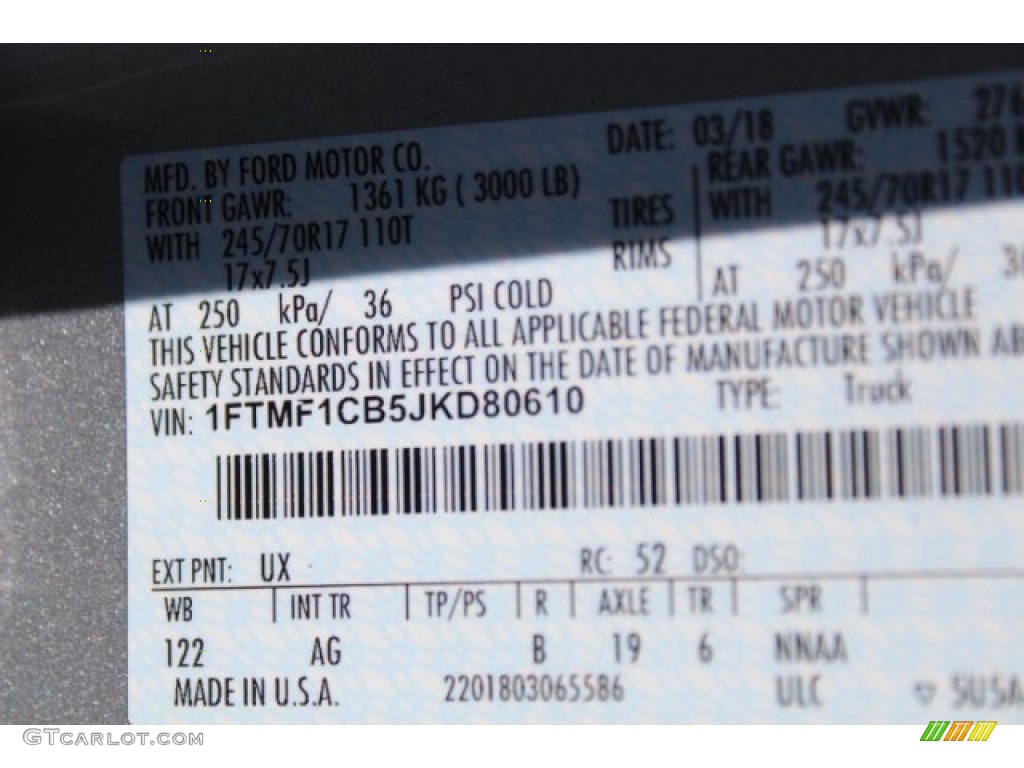 MFD. BY FORD MOTOR CO. DATE: 03/18 GVWR:
FRONT GAWR: 1361 KG ( 3000 LB) REAR GAWR: 1520
WITH 245/70R17 110T TIRES WITH 245/70R17
17x7.5J RIMS 17x7.5J
AT 250 kPa/ 36 PSI COLD AT 250 kPa/
THIS VEHICLE CONFORMS TO ALL APPLICABLE FEDERAL MOTOR VEHICLE
SAFETY STANDARDS IN EFFECT ON THE DATE OF MANUFACTURE SHOWN
VIN: 1FTMF1CB5JKD80610 TYPE: Truck
EXT PNT: UX RC: 52 DSO:
WB INT TR TP/PS R AXLE TR SPR
122 AG B 19 6 NNAA
MADE IN U.S.A. 2201803065586 ULC
GTcarlot.com